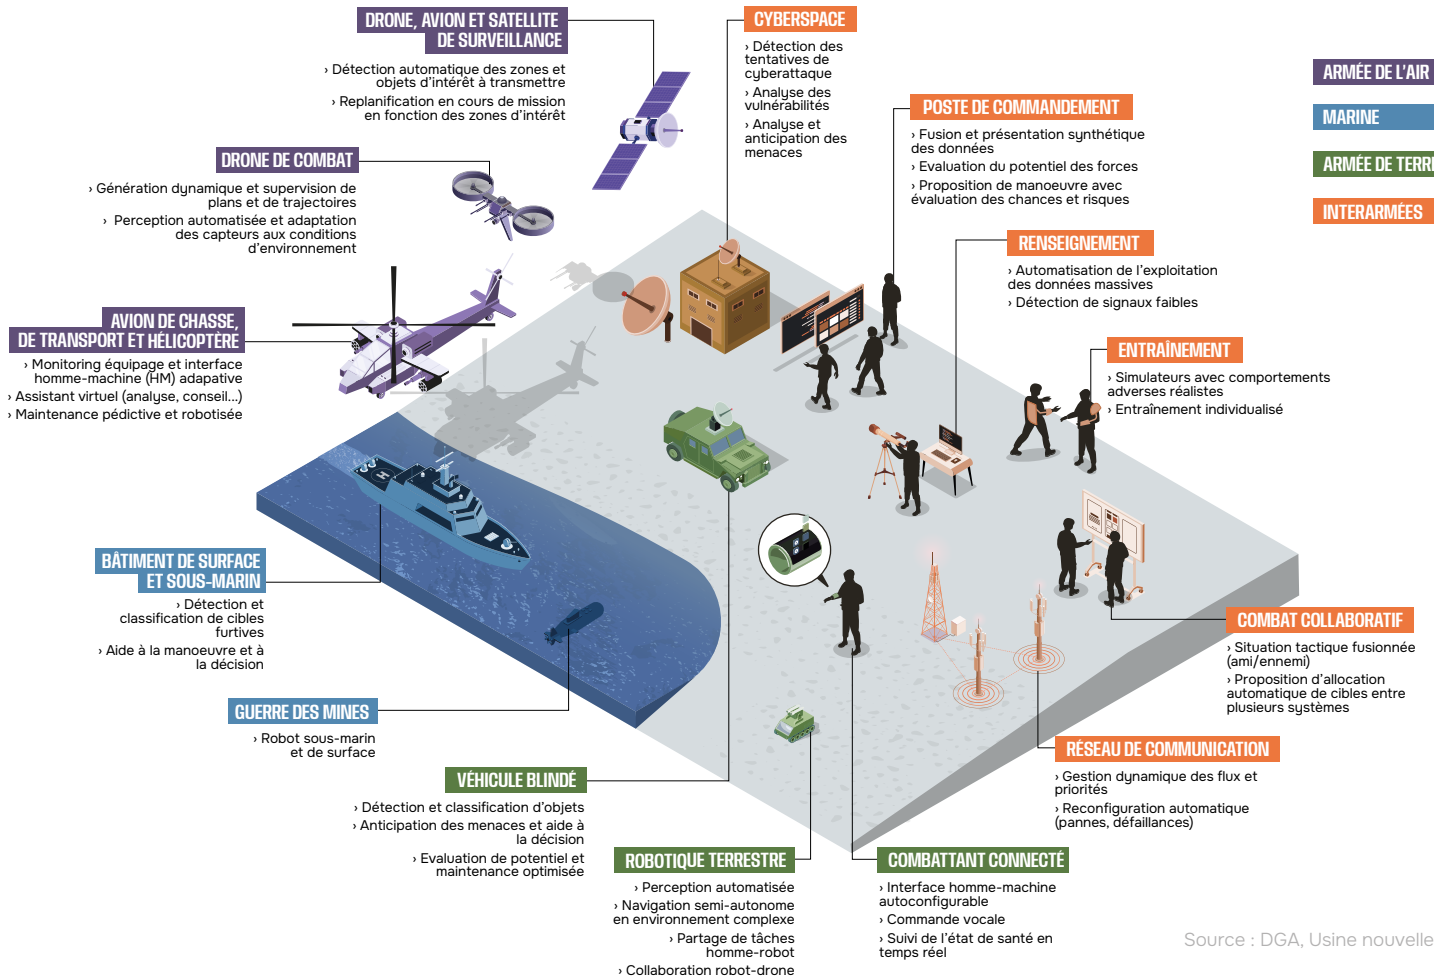 DRONE, AVION ET SATELLITE
DE SURVEILLANCE
› Détection automatique des zones et
objets d'intérêt à transmettre
› Replanification en cours de mission
en fonction des zones d'intérêt
CYBERSPACE
› Détection des
tentatives de
cyberattaque
› Analyse des
vulnérabilités
› Analyse et
anticipation des
menaces
ARMÉE DE L'AIR
MARINE
ARMÉE DE TERRE
INTERARMÉES
POSTE DE COMMANDEMENT
› Fusion et présentation synthétique
des données
› Evaluation du potentiel des forces
› Proposition de manoeuvre avec
évaluation des chances et risques
DRONE DE COMBAT
› Génération dynamique et supervision de
plans et de trajectoires
› Perception automatisée et adaptation
des capteurs aux conditions
d'environnement
RENSEIGNEMENT
› Automatisation de l'exploitation
des données massives
› Détection de signaux faibles
AVION DE CHASSE,
DE TRANSPORT ET HÉLICOPTÈRE
› Monitoring équipage et interface
homme-machine (HM) adapative
› Assistant virtuel (analyse, conseil...)
› Maintenance pédictive et robotisée
ENTRAÎNEMENT
› Simulateurs avec comportements
adverses réalistes
› Entraînement individualisé
H
BÂTIMENT DE SURFACE
ET SOUS-MARIN
› Détection et
classification de cibles
furtives
› Aide à la manoeuvre et à
la décision
COMBAT COLLABORATIF
› Situation tactique fusionnée
(ami/ennemi)
› Proposition d'allocation
automatique de cibles entre
plusieurs systèmes
GUERRE DES MINES
› Robot sous-marin
et de surface
RÉSEAU DE COMMUNICATION
› Gestion dynamique des flux et
priorités
› Reconfiguration automatique
(pannes, défaillances)
VÉHICULE BLINDÉ
› Détection et classification d'objets
› Anticipation des menaces et aide à
la décision
› Evaluation de potentiel et
maintenance optimisée
ROBOTIQUE TERRESTRE
› Perception automatisée
› Navigation semi-autonome
en environnement complexe
› Partage de tâches
homme-robot
› Collaboration robot-drone
COMBATTANT CONNECTÉ
› Interface homme-machine
autoconfigurable
› Commande vocale
› Suivi de l'état de santé en
temps réel
Source : DGA, Usine nouvelle